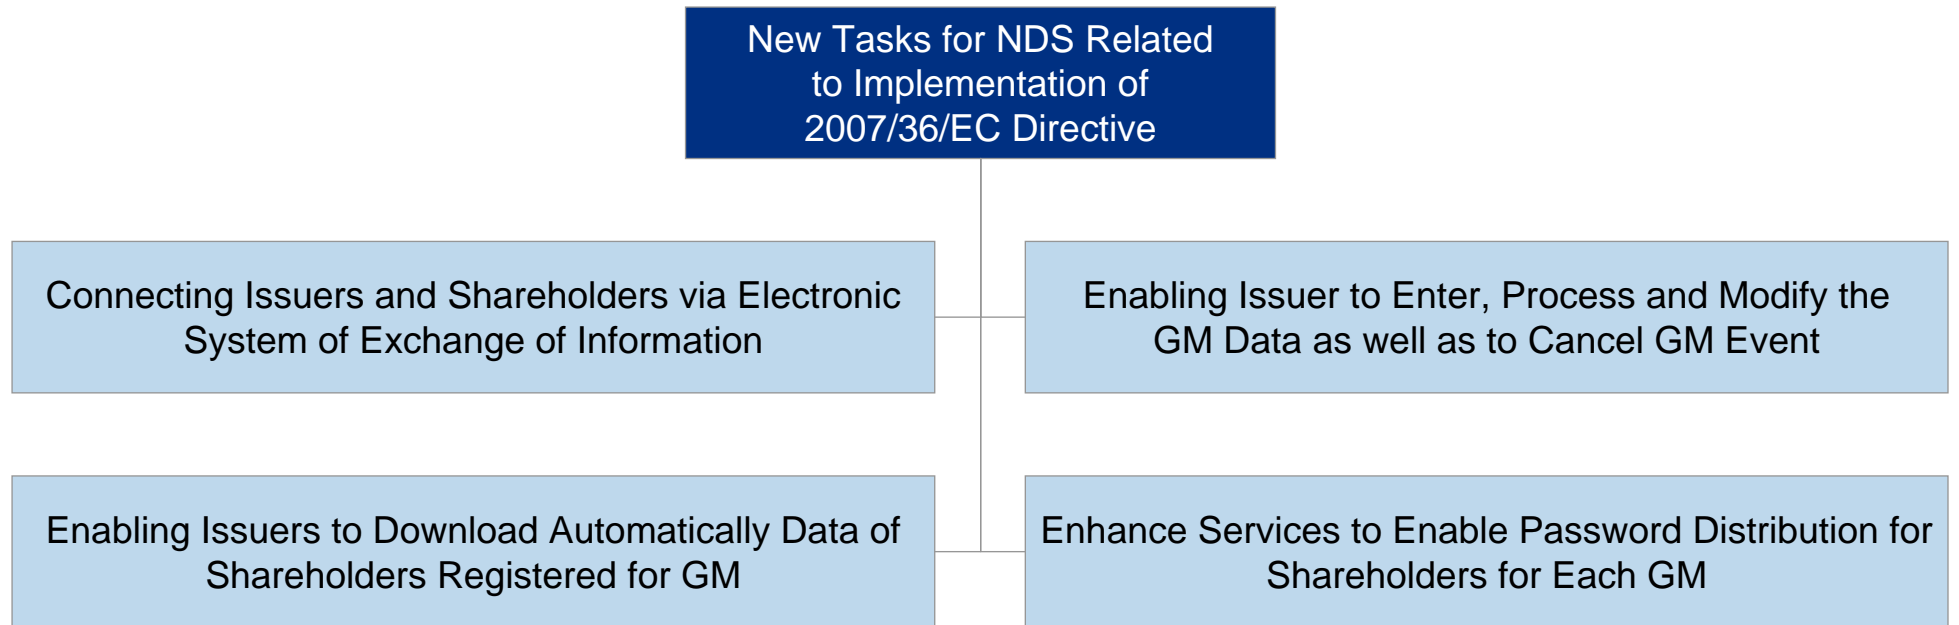 New Tasks for NDS Related
to Implementation of
2007/36/EC Directive
Connecting Issuers and Shareholders via Electronic
System of Exchange of Information
Enabling Issuer to Enter, Process and Modify the
GM Data as well as to Cancel GM Event
Enabling Issuers to Download Automatically Data of
Shareholders Registered for GM
Enhance Services to Enable Password Distribution for
Shareholders for Each GM